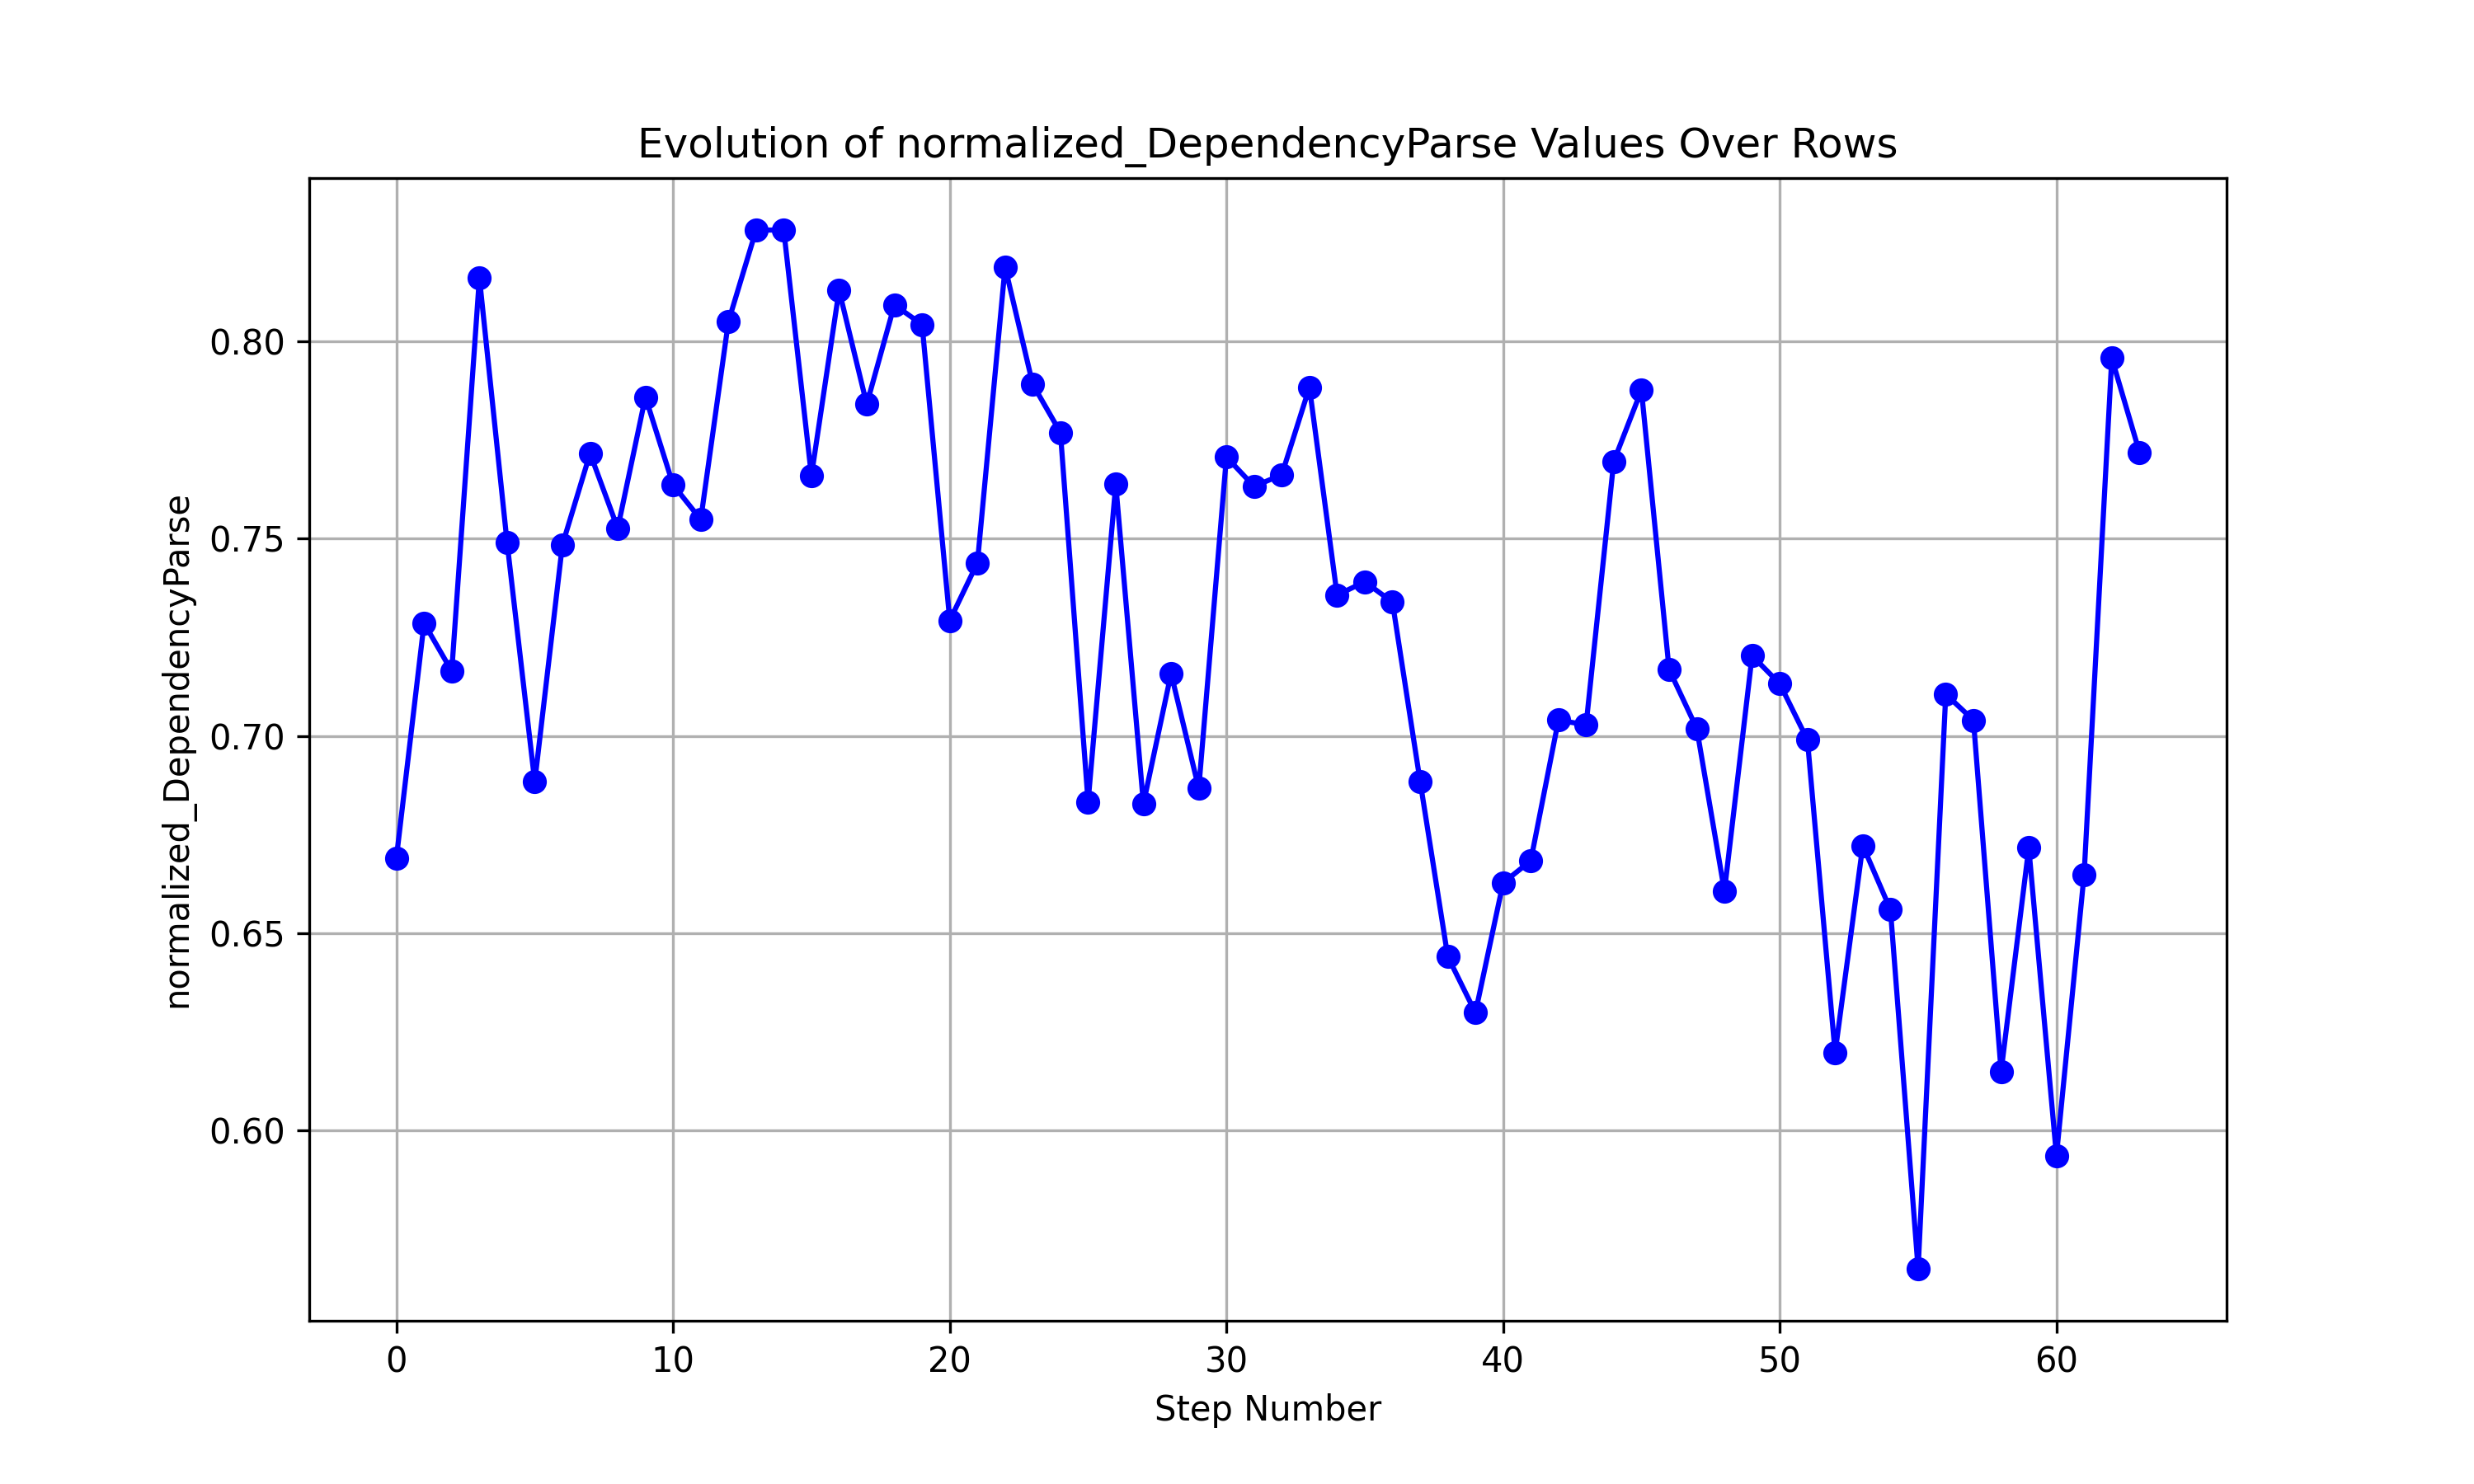 Evolution of normalized_DependencyParse Values Over Rows
normalized_DependencyParse
0.80
0.75
0.70
0.65
0.60
0 10 20 30 40 50 60
Step Number